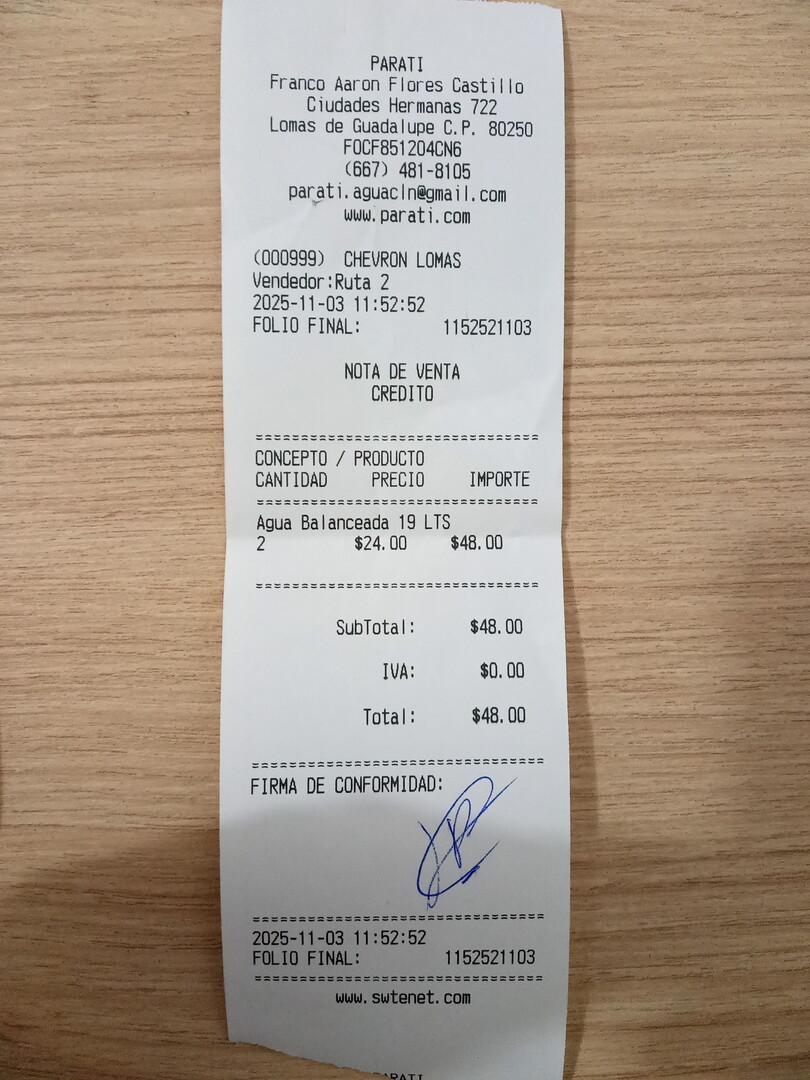 PARATI
Franco Aaron Flores Castillo
Ciudades Hermanas 722
Lomas de Guadalupe C.P. 80250
FOCF851204CN6
(667) 481-8105
parati.aguacln@gmail.com
www.parati.com
(000999) CHEVRON LOMAS
Vendedor:Ruta 2
2025-11-03 11:52:52
FOLIO FINAL: 1152521103
NOTA DE VENTA
CREDITO
==============================
CONCEPTO / PRODUCTO
CANTIDAD PRECIO IMPORTE
==============================
Agua Balanceada 19 LTS
2 $24.00 $48.00
==============================
SubTotal: $48.00
IVA: $0.00
Total: $48.00
==============================
FIRMA DE CONFORMIDAD:
==============================
2025-11-03 11:52:52
FOLIO FINAL: 1152521103
==============================
www.swtenet.com